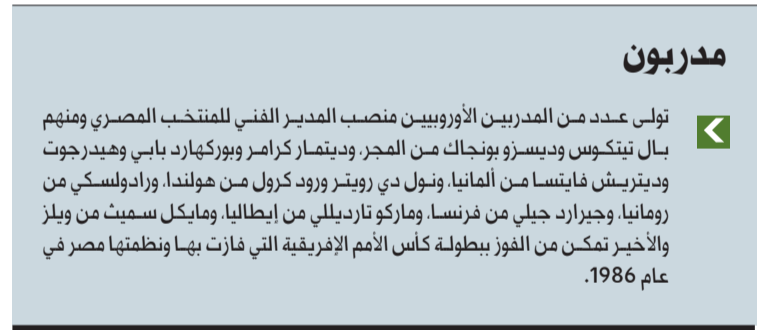 مدربون
تولى عدد من المدربين الأوروبيين منصب المدير الفني للمنتخب المصري ومنهم
بال تيتكوس وديسزو بونجاك من المجر، وديتمار كرامر وبوركهارد بابي وهيدرجوت
وديتريش فايتسا من ألمانيا، ونول دي رويتر ورود كرول من هولندا، ورادولسكي من
رومانيا، وجيرارد جيلي من فرنسا، وماركو تارديللي من إيطاليا، ومايكل سميث من ويلز
والأخير تمكن من الفوز ببطولة كأس الأمم الإفريقية التي فازت بها ونظمتها مصر في
عام 1986.